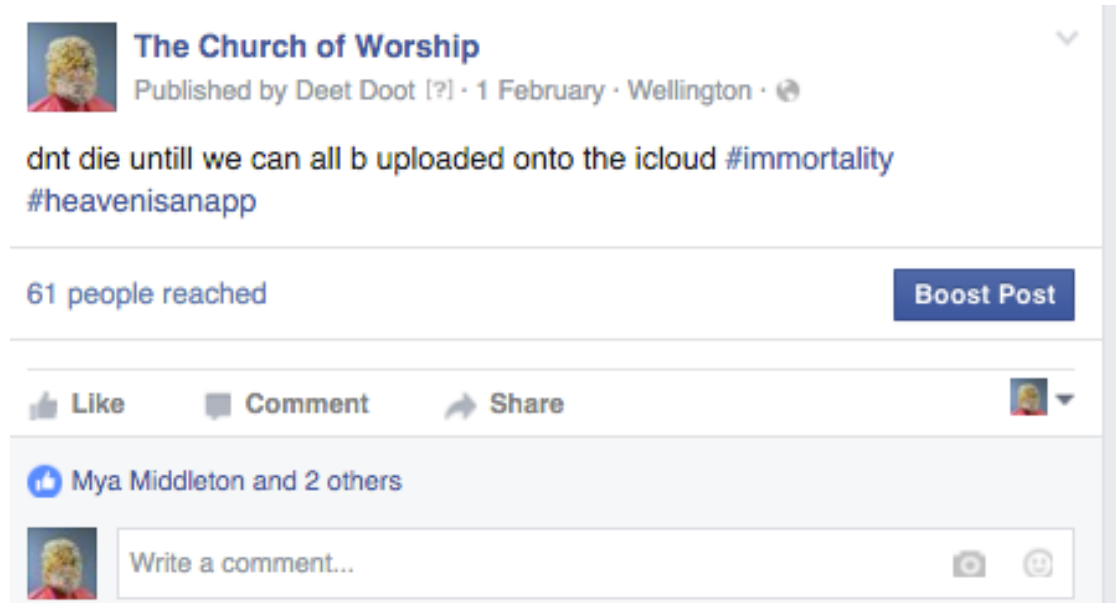 The Church of Worship
Published by Deet Doot [?] · 1 February · Wellington ·
dnt die untill we can all b uploaded onto the icloud #immortality
#heavenisanapp
61 people reached
Boost Post
Like Comment Share
Mya Middleton and 2 others
Write a comment...